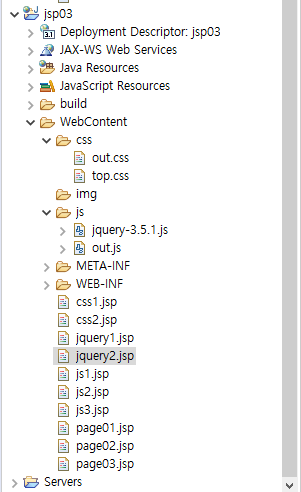 jsp03
Deployment Descriptor: jsp03
JAX-WS Web Services
Java Resources
JavaScript Resources
build
WebContent
css
out.css
top.css
img
js
jquery-3.5.1.js
out.js
META-INF
WEB-INF
css1.jsp
css2.jsp
jquery1.jsp
jquery2.jsp
js1.jsp
js2.jsp
js3.jsp
page01.jsp
page02.jsp
page03.jsp
Servers